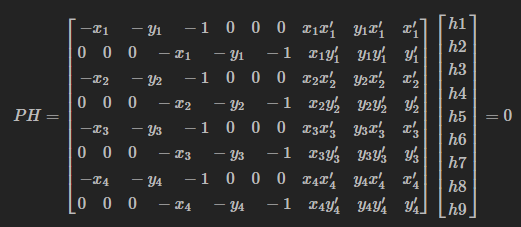 PH = [ −x₁ −y₁ −1 0 0 0 x₁x′₁ y₁x′₁ x′₁ ] [ h1 ] = 0
0 0 0 −x₁ −y₁ −1 x₁y′₁ y₁y′₁ y′₁ h2
−x₂ −y₂ −1 0 0 0 x₂x′₂ y₂x′₂ x′₂ h3
0 0 0 −x₂ −y₂ −1 x₂y′₂ y₂y′₂ y′₂ h4
−x₃ −y₃ −1 0 0 0 x₃x′₃ y₃x′₃ x′₃ h5
0 0 0 −x₃ −y₃ −1 x₃y′₃ y₃y′₃ y′₃ h6
−x₄ −y₄ −1 0 0 0 x₄x′₄ y₄x′₄ x′₄ h7
0 0 0 −x₄ −y₄ −1 x₄y′₄ y₄y′₄ y′₄ h8
h9